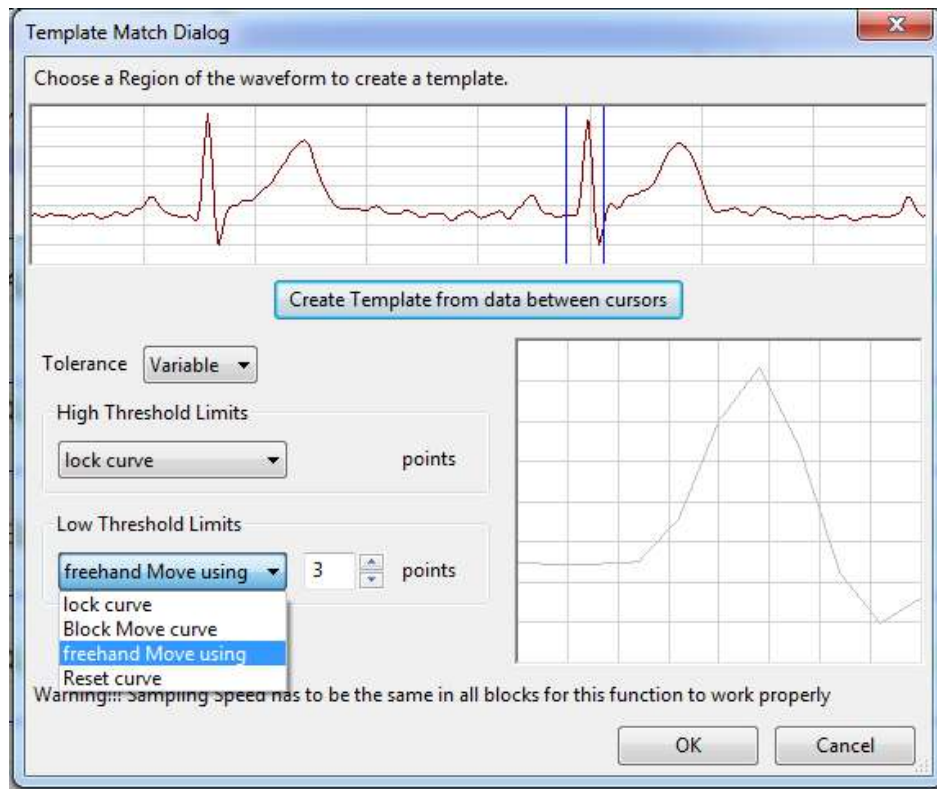 Template Match Dialog
Choose a Region of the waveform to create a template.
Create Template from data between cursors
Tolerance Variable
High Threshold Limits
lock curve points
Low Threshold Limits
freehand Move using 3 points
lock curve
Block Move curve
freehand Move using
Reset curve
Warning!!! Sampling Speed has to be the same in all blocks for this function to work properly
OK Cancel